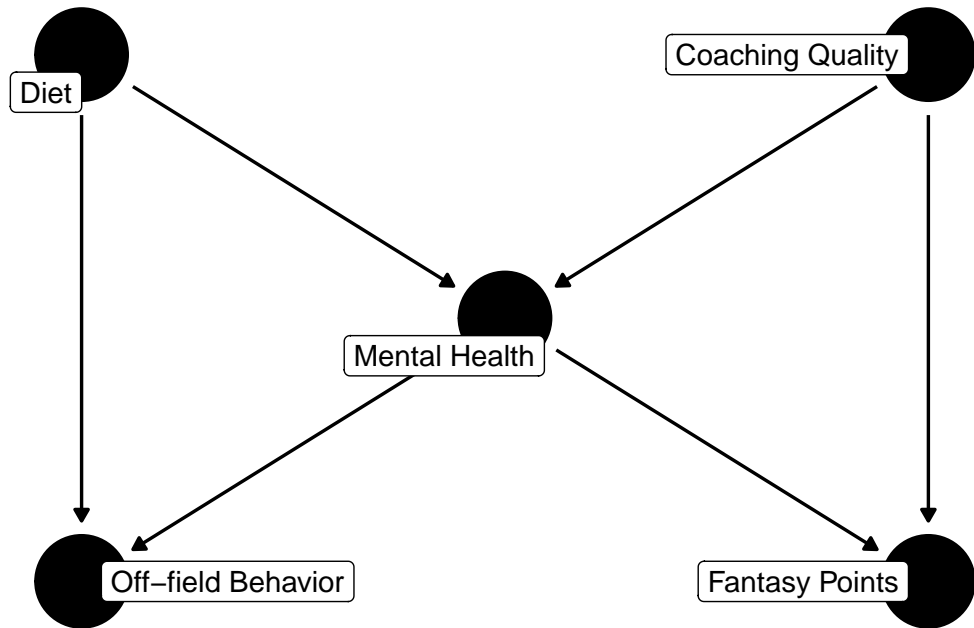 Diet
Coaching Quality
Mental Health
Off−field Behavior
Fantasy Points